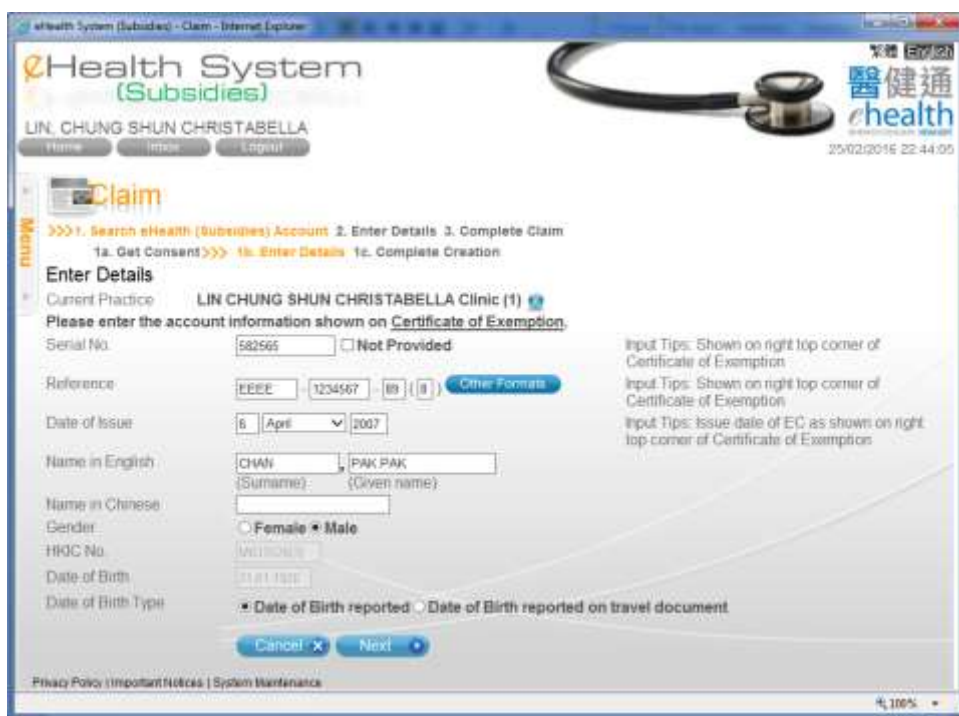 eHealth System (Subsidies) - Claim - Internet Explorer
eHealth System
(Subsidies)
繁體 English
醫健通
ehealth
LIN, CHUNG SHUN CHRISTABELLA
Home Inbox Logout
25/02/2016 22:44:05
Menu
Claim
>>>1. Search eHealth (Subsidies) Account 2. Enter Details 3. Complete Claim
1a. Get Consent>>> 1b. Enter Details 1c. Complete Creation
Enter Details
Current Practice LIN CHUNG SHUN CHRISTABELLA Clinic (1)
Please enter the account information shown on Certificate of Exemption.
Serial No. 582565 Not Provided Input Tips: Shown on right top corner of
Certificate of Exemption
Reference EEEE - 1234567 - 89 ( 8 ) Other Formats Input Tips: Shown on right top corner of
Certificate of Exemption
Date of Issue 6 April 2007 Input Tips: Issue date of EC as shown on right
top corner of Certificate of Exemption
Name in English CHAN , PAK PAK
(Surname) (Given name)
Name in Chinese
Gender Female Male
HKIC No.
Date of Birth
Date of Birth Type Date of Birth reported Date of Birth reported on travel document
Cancel Next
Privacy Policy | Important Notices | System Maintenance
100%